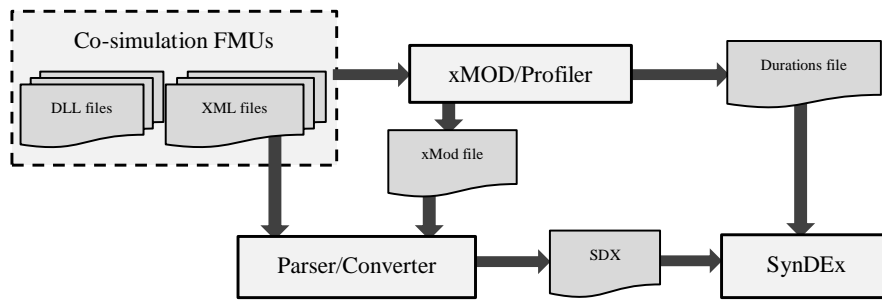 Co-simulation FMUs
DLL files
XML files
xMOD/Profiler
Durations file
xMod file
Parser/Converter
SDX
SynDEx